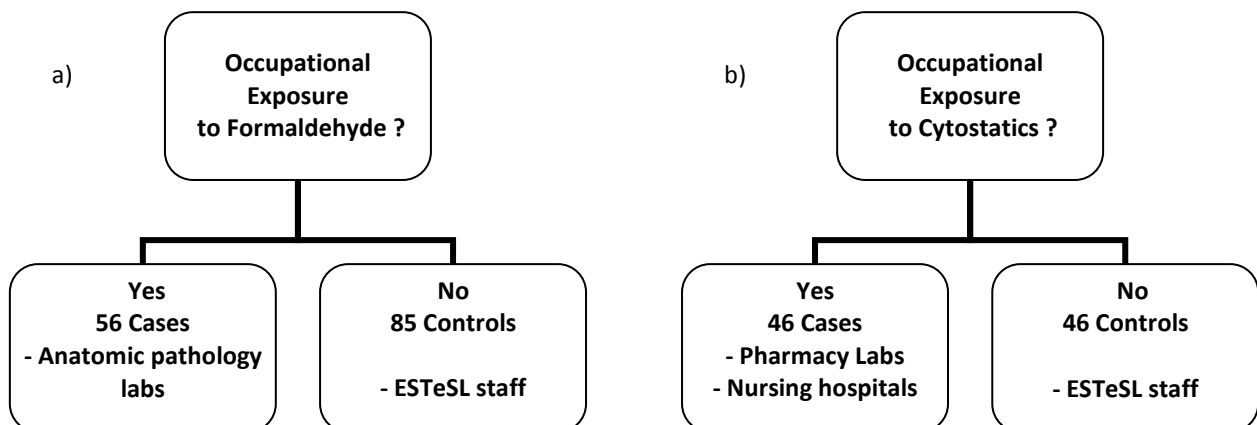 a)
Occupational
Exposure
to Formaldehyde ?
Yes
56 Cases
- Anatomic pathology
labs
No
85 Controls
- ESTeSL staff
b)
Occupational
Exposure
to Cytostatics ?
Yes
46 Cases
- Pharmacy Labs
- Nursing hospitals
No
46 Controls
- ESTeSL staff